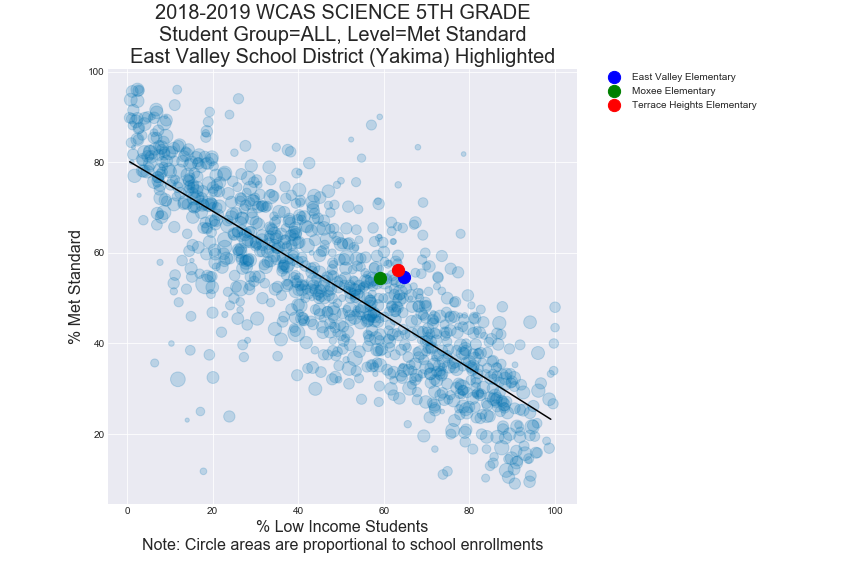 2018-2019 WCAS SCIENCE 5TH GRADE
Student Group=ALL, Level=Met Standard
East Valley School District (Yakima) Highlighted
East Valley Elementary
Moxee Elementary
Terrace Heights Elementary
100
80
60
40
20
% Met Standard
0 20 40 60 80 100
% Low Income Students
Note: Circle areas are proportional to school enrollments